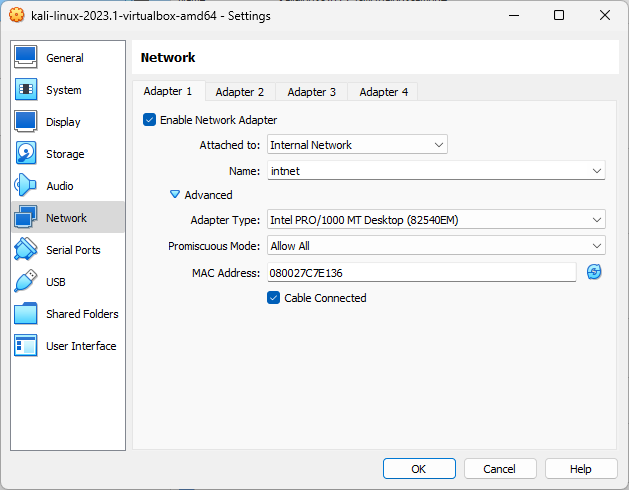 kali-linux-2023.1-virtualbox-amd64 - Settings
General
System
Display
Storage
Audio
Network
Serial Ports
USB
Shared Folders
User Interface
Network
Adapter 1 Adapter 2 Adapter 3 Adapter 4
Enable Network Adapter
Attached to: Internal Network
Name: intnet
Advanced
Adapter Type: Intel PRO/1000 MT Desktop (82540EM)
Promiscuous Mode: Allow All
MAC Address: 080027C7E136
Cable Connected
OK Cancel Help